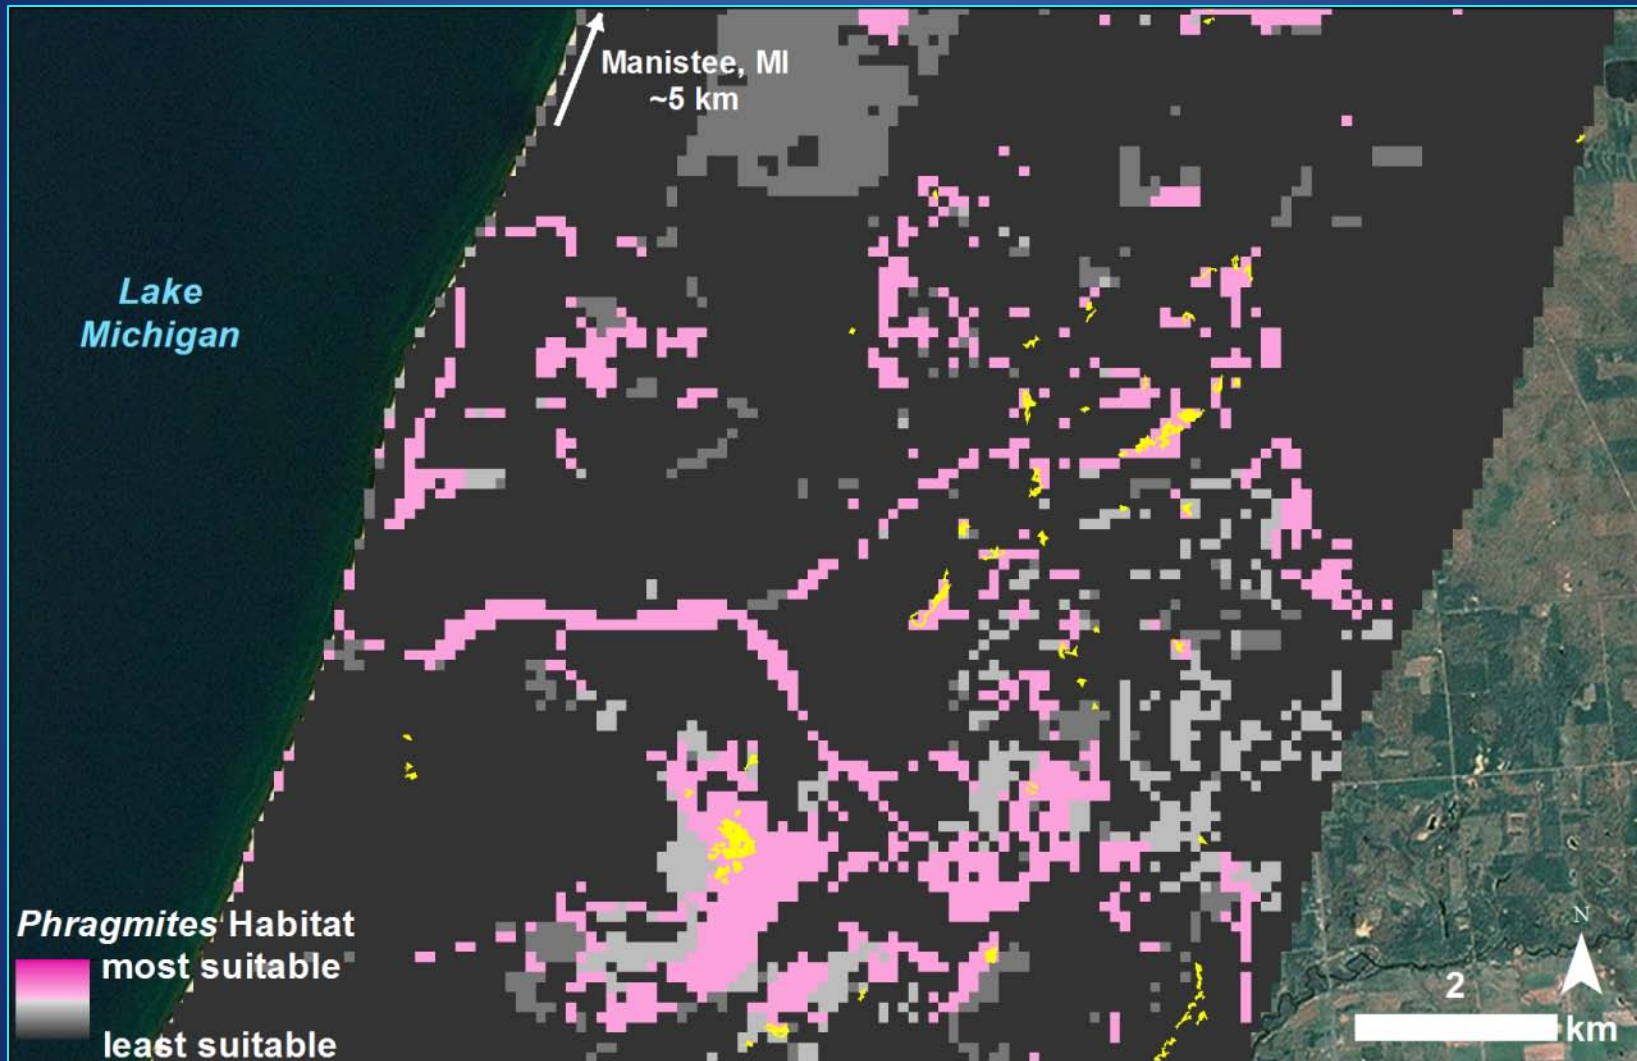 Manistee, MI
~5 km
Lake
Michigan
Phragmites Habitat
most suitable
least suitable
N
2
km